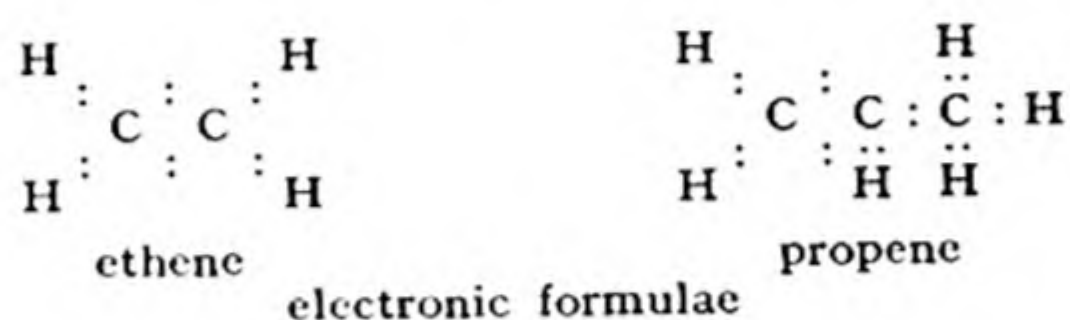 H H H H
: : : : :
C C C C : C : H
: : : : : : :
H H H H H
ethene propene
electronic formulae